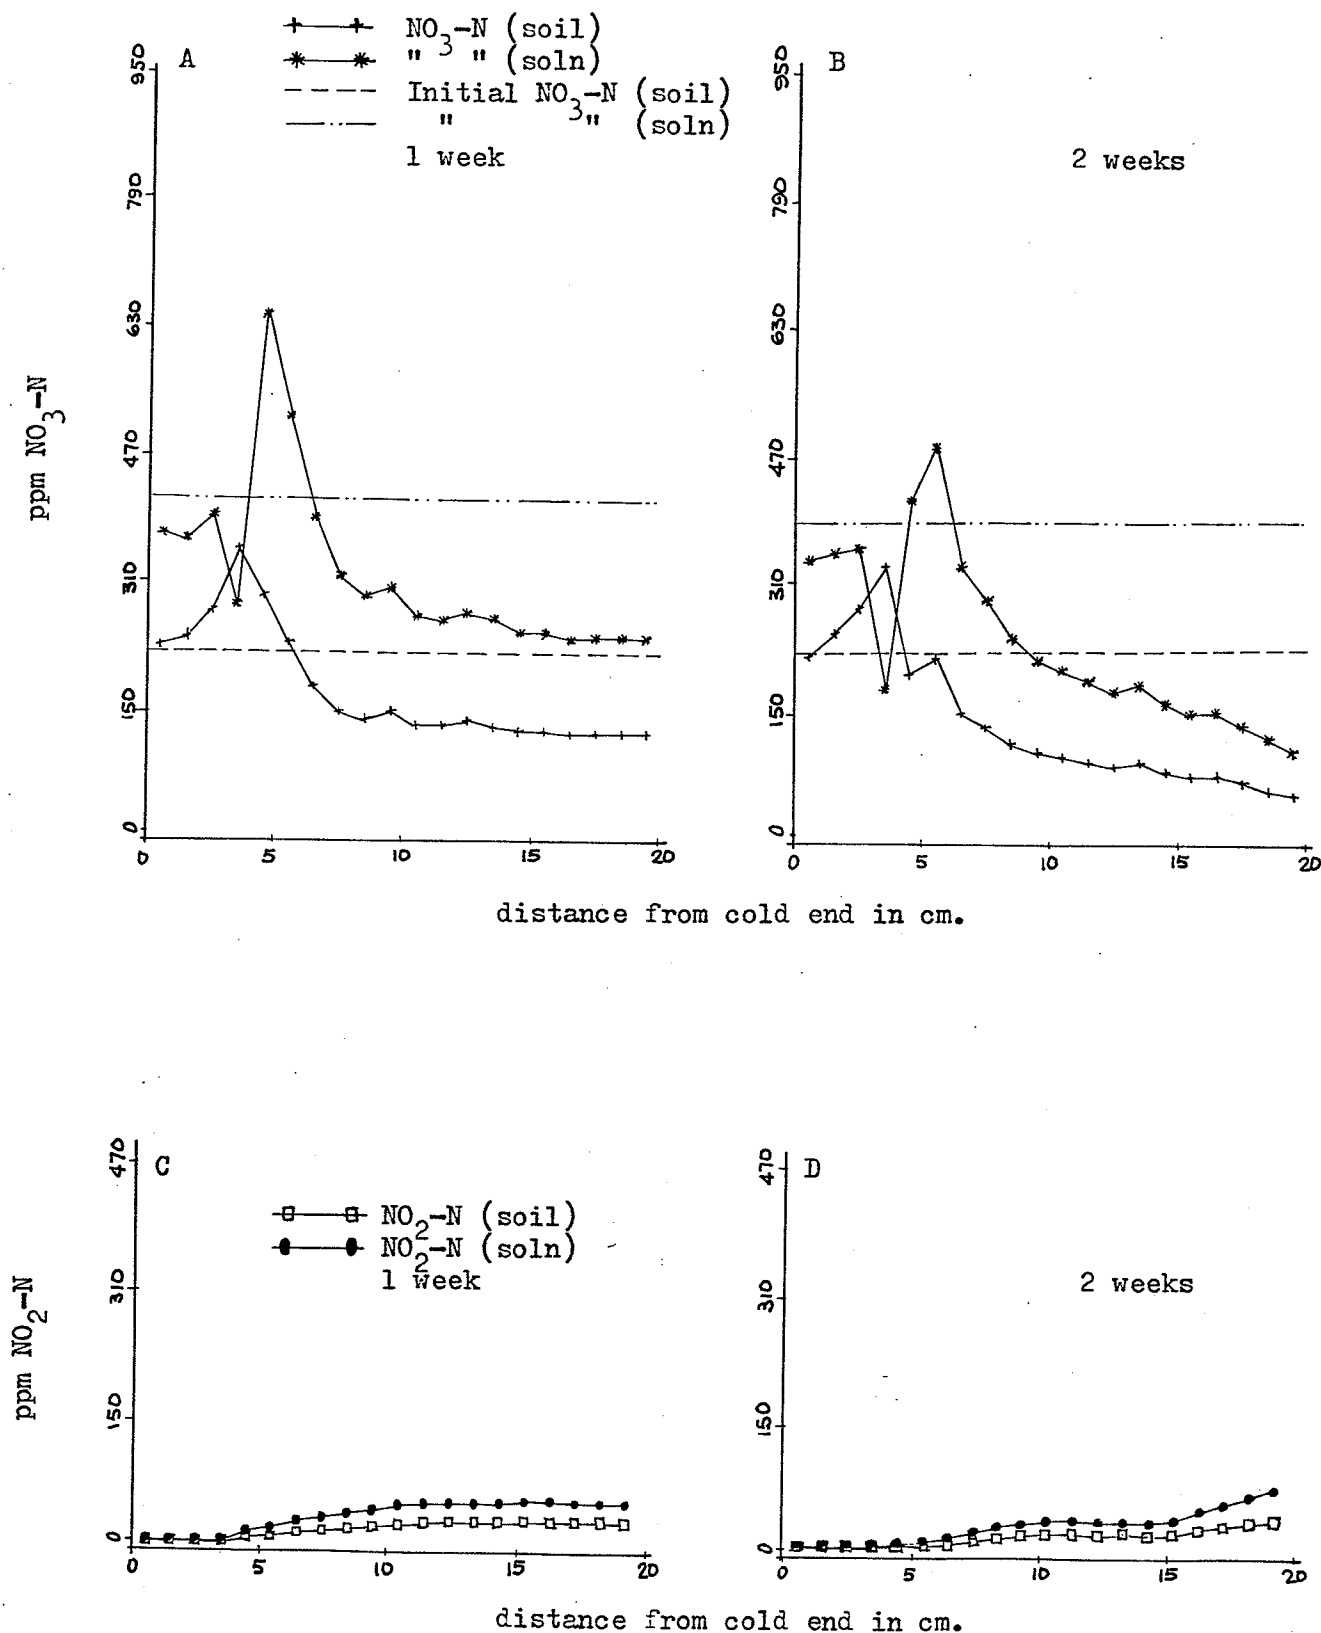 A
NO3-N (soil)
" " (soln)
Initial NO3-N (soil)
" " (soln)
1 week
950
790
630
470
310
150
0
0 5 10 15 20
B
2 weeks
950
790
630
470
310
150
0
0 5 10 15 20
ppm NO3-N
distance from cold end in cm.
C
NO2-N (soil)
NO2-N (soln)
1 week
470
310
150
0
0 5 10 15 20
D
2 weeks
470
310
150
0
0 5 10 15 20
ppm NO2-N
distance from cold end in cm.